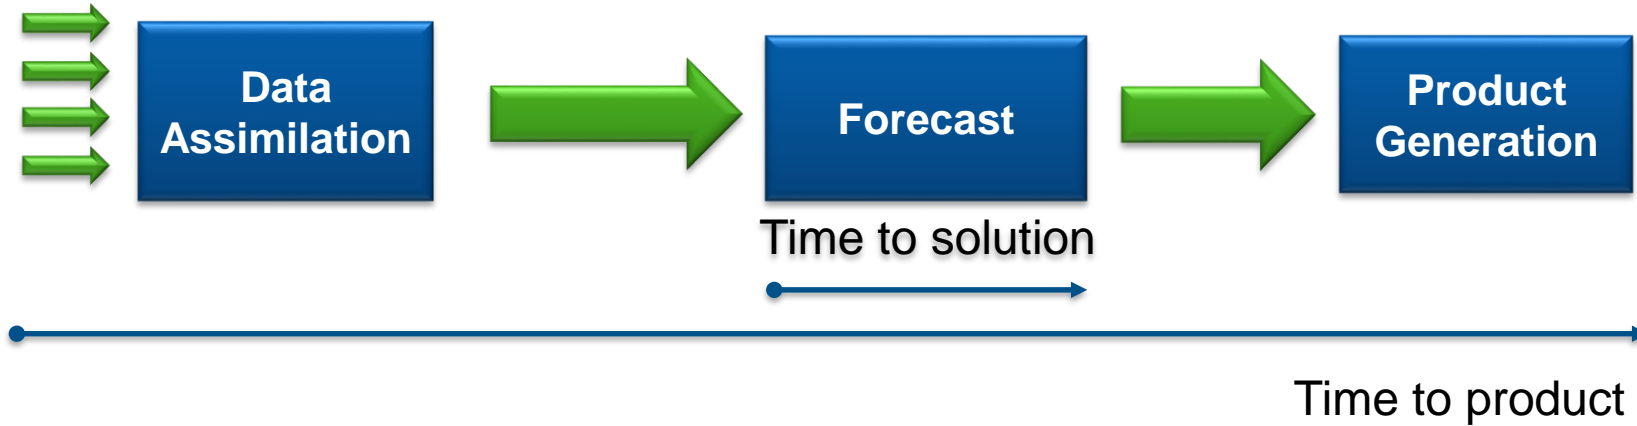 Data
Assimilation
Forecast
Product
Generation
Time to solution
Time to product